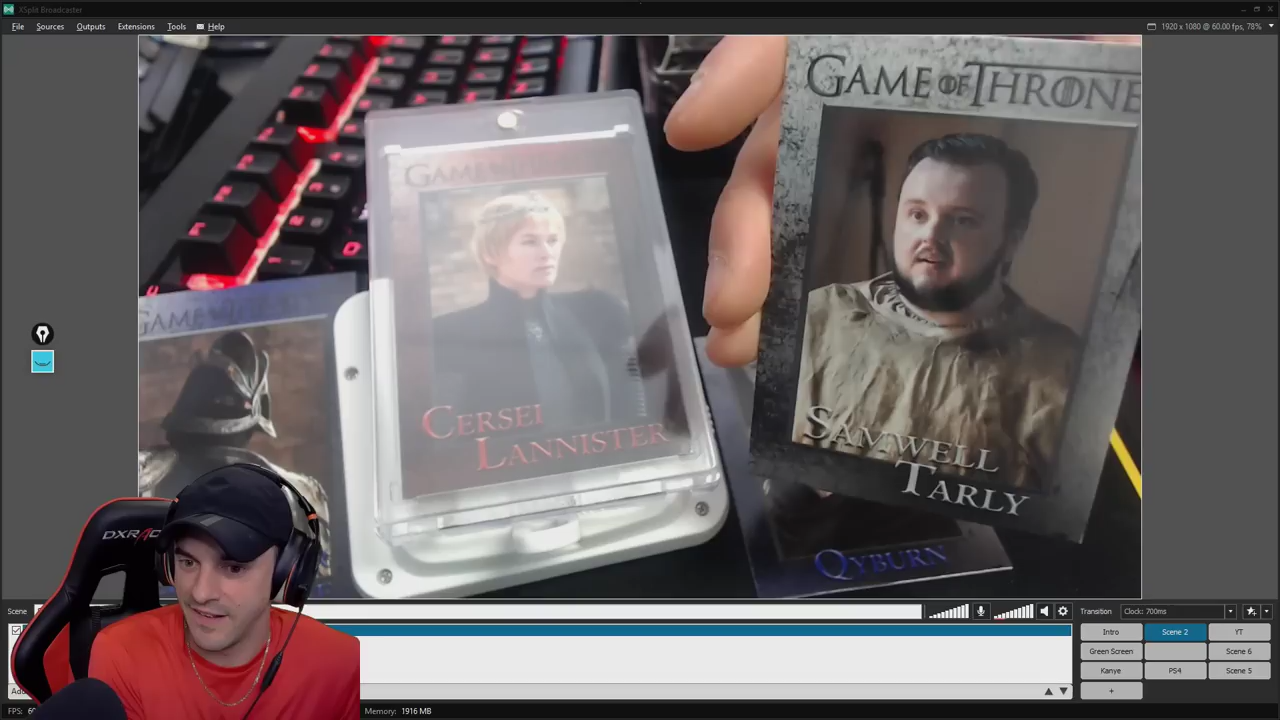 XSplit Broadcaster
File Sources Outputs Extensions Tools Help
1920 x 1080 @ 60.00 fps, 78%
GAME OF THRONE
GAME
CERSEI
LANNISTER
SAMWELL
TARLY
QYBURN
DXRAC
Scene
Transition
Clock: 700ms
Intro Scene 2 YT
Green Screen Scene 6
Kanye PS4 Scene 5
+
FPS:
Memory: 1916 MB